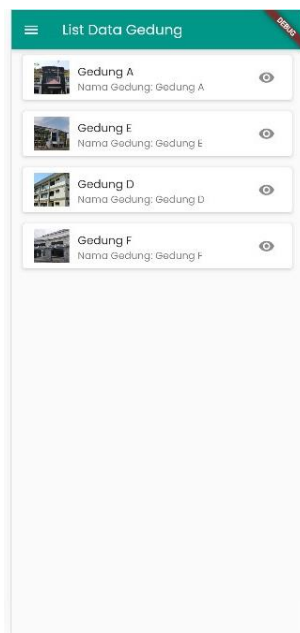 List Data Gedung
DEBUG
Gedung A
Nama Gedung: Gedung A
Gedung E
Nama Gedung: Gedung E
Gedung D
Nama Gedung: Gedung D
Gedung F
Nama Gedung: Gedung F